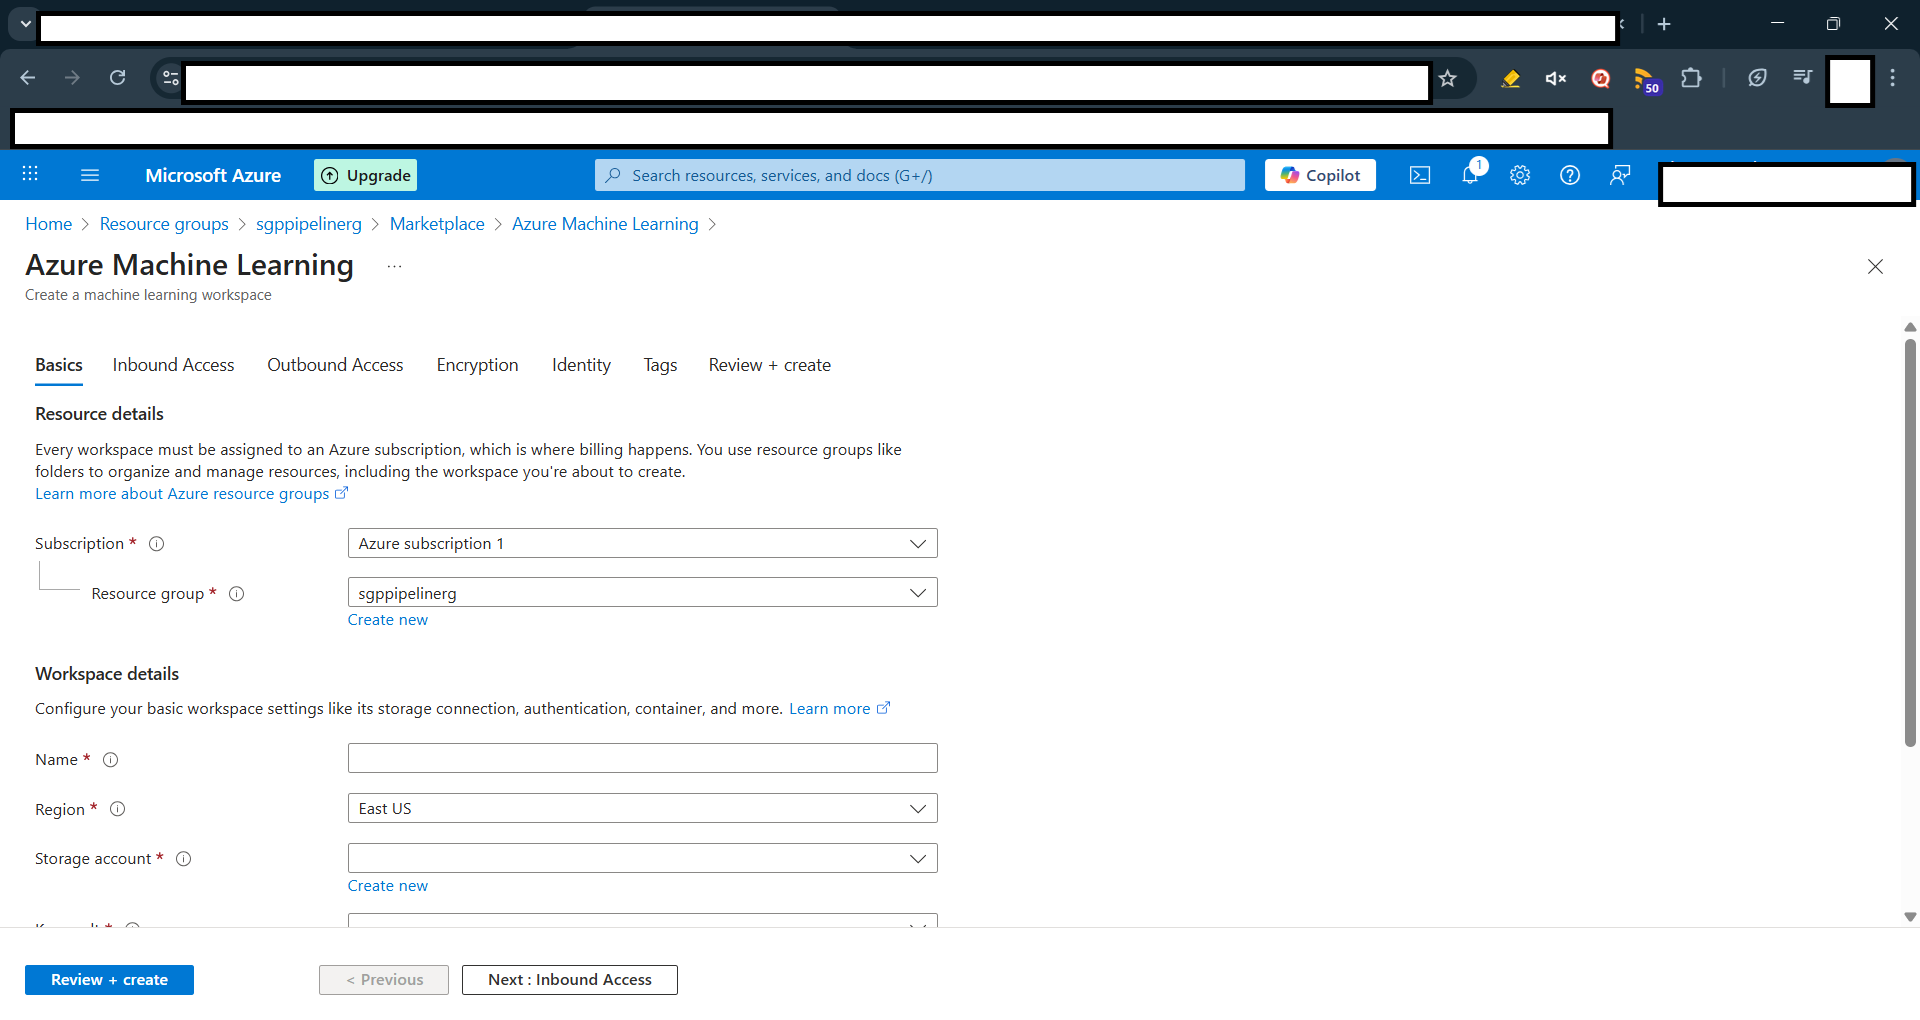 50
Microsoft Azure
Upgrade
Search resources, services, and docs (G+/)
Copilot
1
Home > Resource groups > sgppipelinerg > Marketplace > Azure Machine Learning >
Azure Machine Learning ...
Create a machine learning workspace
Basics Inbound Access Outbound Access Encryption Identity Tags Review + create
Resource details
Every workspace must be assigned to an Azure subscription, which is where billing happens. You use resource groups like
folders to organize and manage resources, including the workspace you're about to create.
Learn more about Azure resource groups
Subscription * Azure subscription 1
Resource group * sgppipelinerg
Create new
Workspace details
Configure your basic workspace settings like its storage connection, authentication, container, and more. Learn more
Name *
Region * East US
Storage account *
Create new
Review + create < Previous Next : Inbound Access